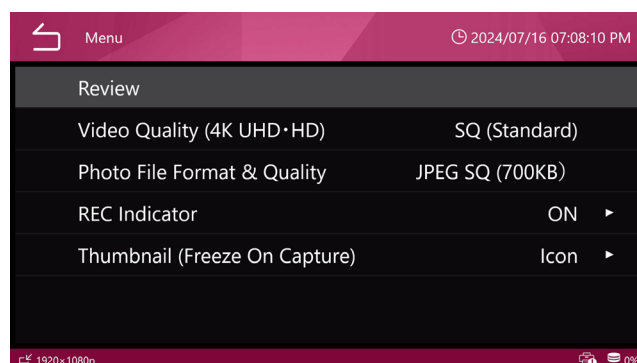 Menu
2024/07/16 07:08:10 PM
Review
Video Quality (4K UHD・HD) SQ (Standard)
Photo File Format & Quality JPEG SQ (700KB）
REC Indicator ON
Thumbnail (Freeze On Capture) Icon
1920×1080p
0%